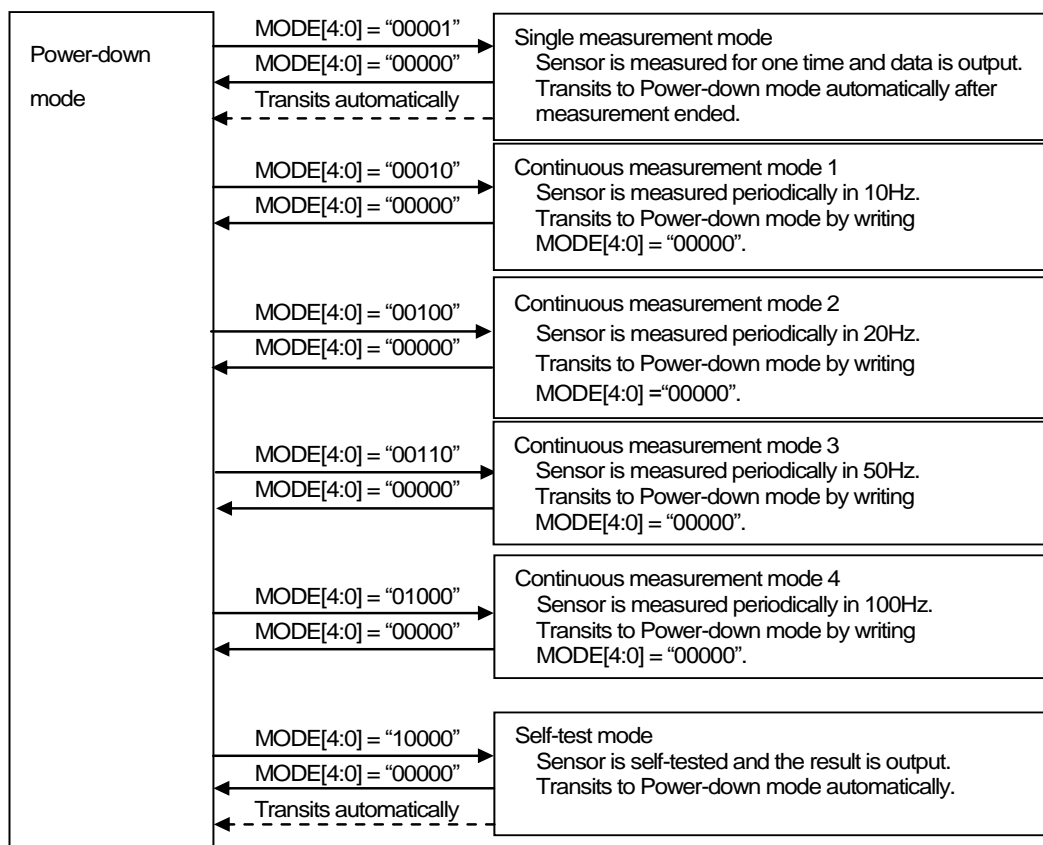 Power-down
mode
MODE[4:0] = “00001”
MODE[4:0] = “00000”
Transits automatically
Single measurement mode
Sensor is measured for one time and data is output.
Transits to Power-down mode automatically after
measurement ended.
MODE[4:0] = “00010”
MODE[4:0] = “00000”
Continuous measurement mode 1
Sensor is measured periodically in 10Hz.
Transits to Power-down mode by writing
MODE[4:0] = “00000”.
MODE[4:0] = “00100”
MODE[4:0] = “00000”
Continuous measurement mode 2
Sensor is measured periodically in 20Hz.
Transits to Power-down mode by writing
MODE[4:0] =“00000”.
MODE[4:0] = “00110”
MODE[4:0] = “00000”
Continuous measurement mode 3
Sensor is measured periodically in 50Hz.
Transits to Power-down mode by writing
MODE[4:0] = “00000”.
MODE[4:0] = “01000”
MODE[4:0] = “00000”
Continuous measurement mode 4
Sensor is measured periodically in 100Hz.
Transits to Power-down mode by writing
MODE[4:0] = “00000”.
MODE[4:0] = “10000”
MODE[4:0] = “00000”
Transits automatically
Self-test mode
Sensor is self-tested and the result is output.
Transits to Power-down mode automatically.